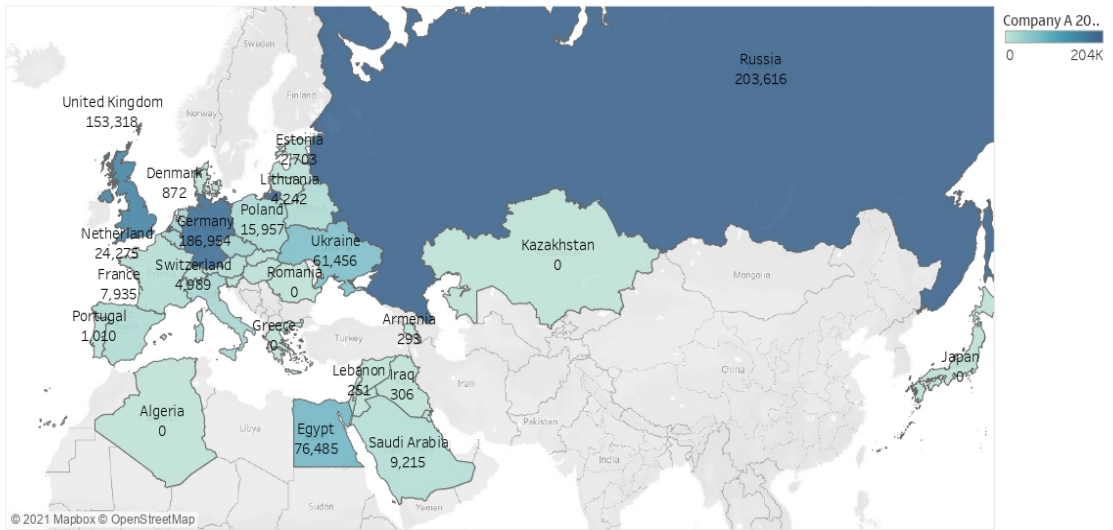 Company A 20..
0 204K
Sweden
Finland
Norway
Russia
203,616
United Kingdom
153,318
Estonia
2,703
Denmark
872
Lithuania
4,242
Poland
15,957
Germany
186,954
Netherland
24,275
Ukraine
61,456
Switzerland
4,989
France
7,935
Romania
0
Kazakhstan
0
Mongolia
Portugal
1,010
Greece
0
Turkey
Armenia
293
Japan
0
China
Lebanon
251
Iraq
306
Iran
Algeria
0
Libya
Egypt
76,485
Saudi Arabia
9,215
Pakistan
India
Sudan
Yemen
© 2021 Mapbox © OpenStreetMap